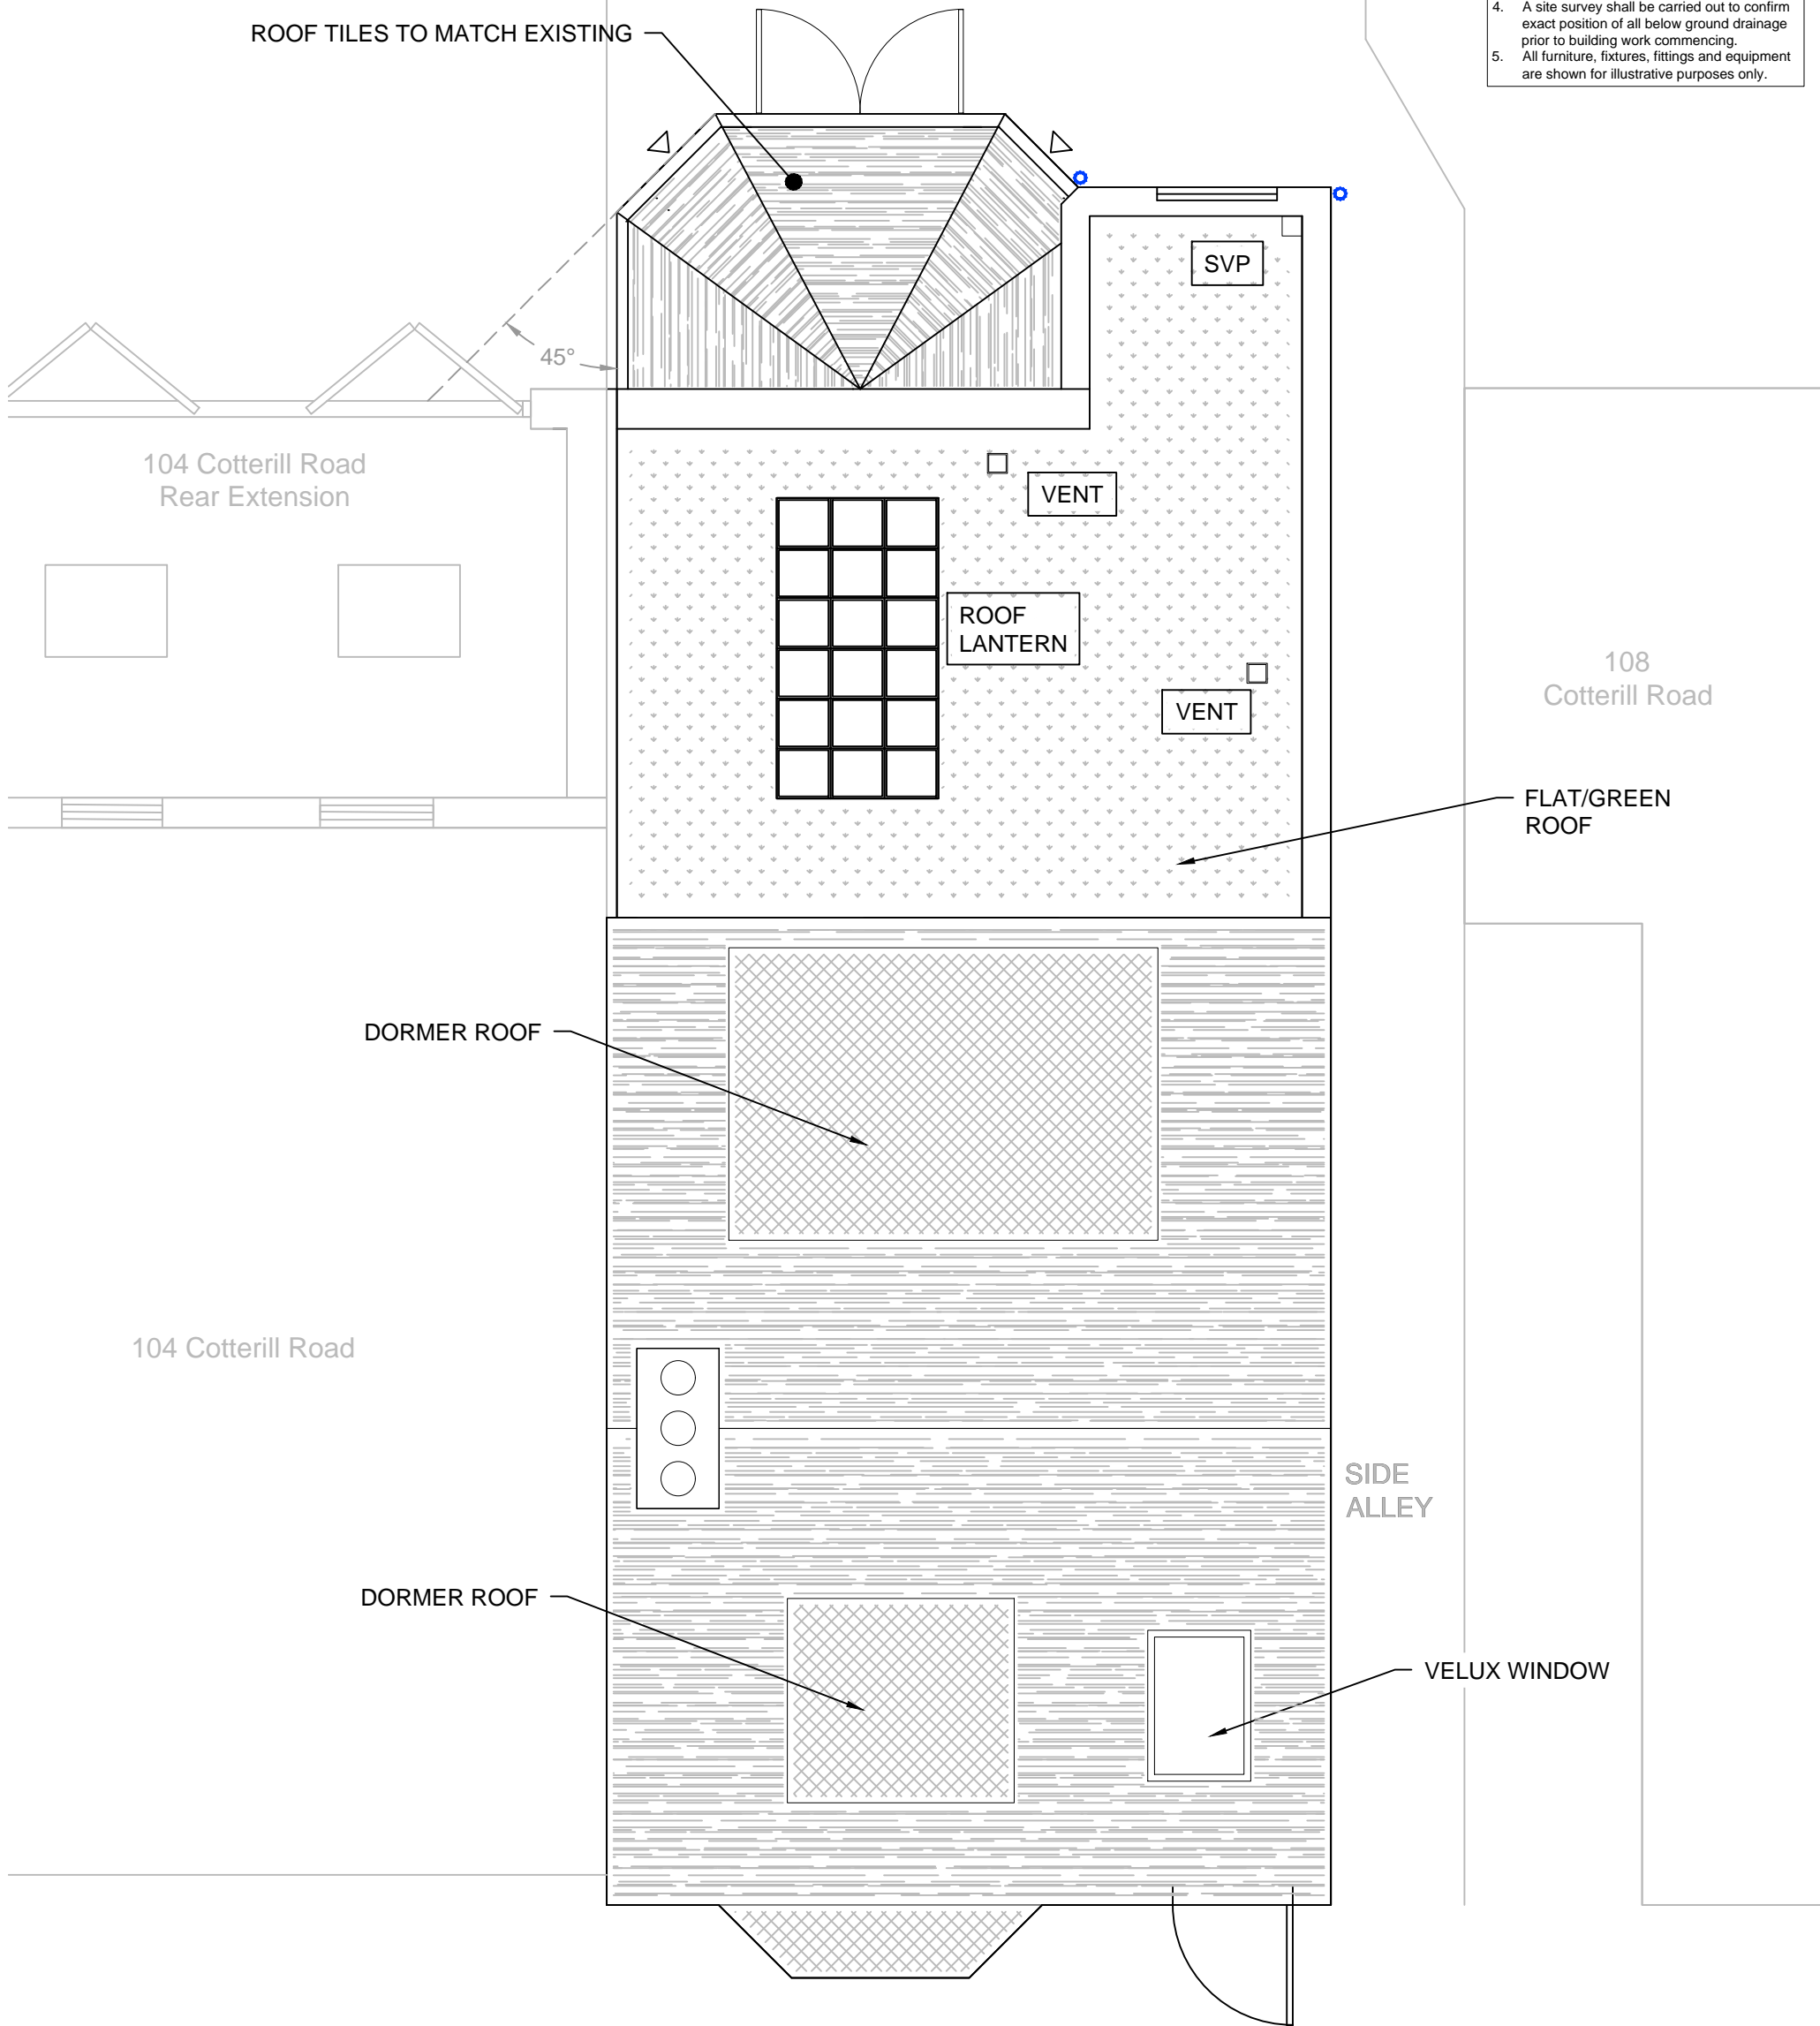 4. A site survey shall be carried out to confirm
exact position of all below ground drainage
prior to building work commencing.
5. All furniture, fixtures, fittings and equipment
are shown for illustrative purposes only.
ROOF TILES TO MATCH EXISTING
SVP
45°
104 Cotterill Road
Rear Extension
VENT
ROOF
LANTERN
108
Cotterill Road
VENT
FLAT/GREEN
ROOF
DORMER ROOF
104 Cotterill Road
SIDE
ALLEY
DORMER ROOF
VELUX WINDOW